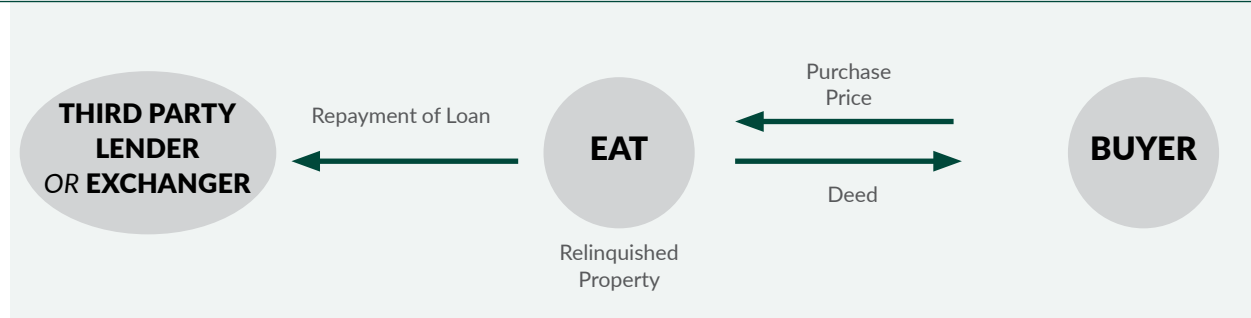 THIRD PARTY
LENDER
OR EXCHANGER
Repayment of Loan
EAT
Relinquished
Property
Purchase
Price
Deed
BUYER